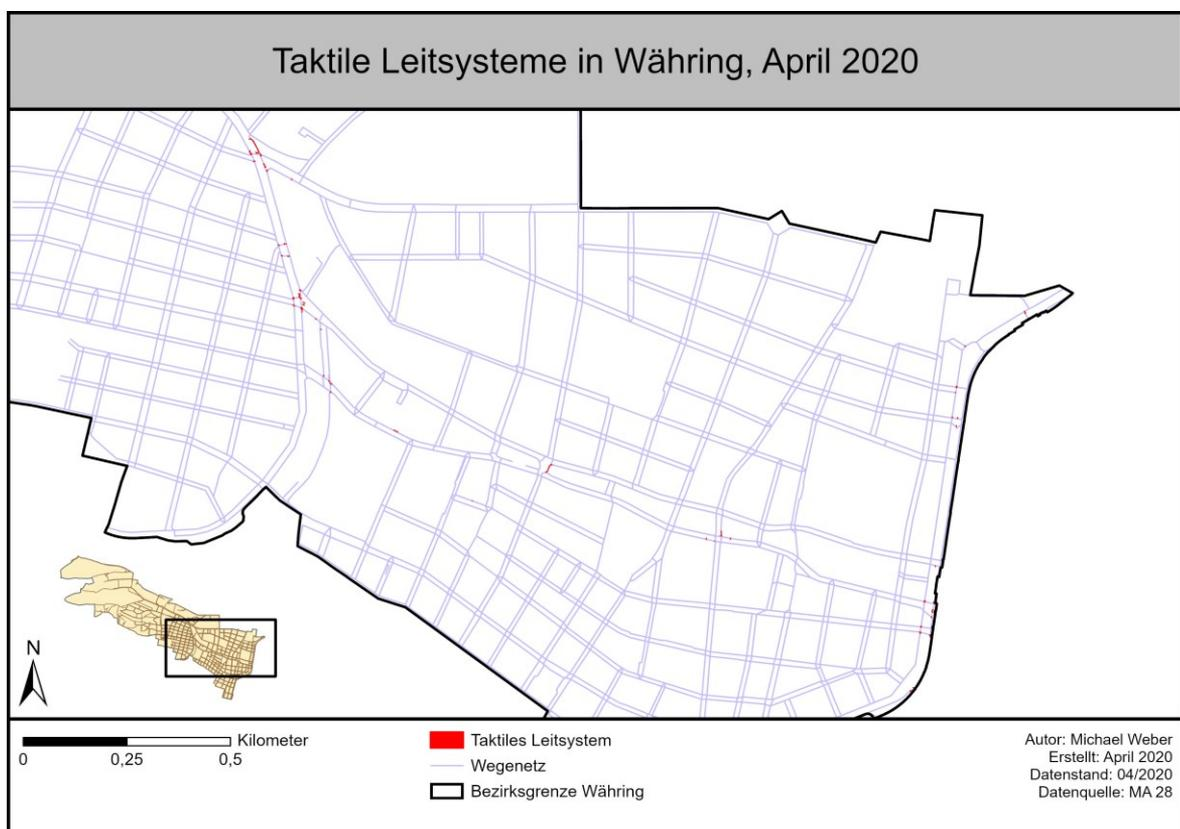 Taktile Leitsysteme in Währing, April 2020
N
Kilometer
0 0,25 0,5
Taktiles Leitsystem
Wegenetz
Bezirksgrenze Währing
Autor: Michael Weber
Erstellt: April 2020
Datenstand: 04/2020
Datenquelle: MA 28